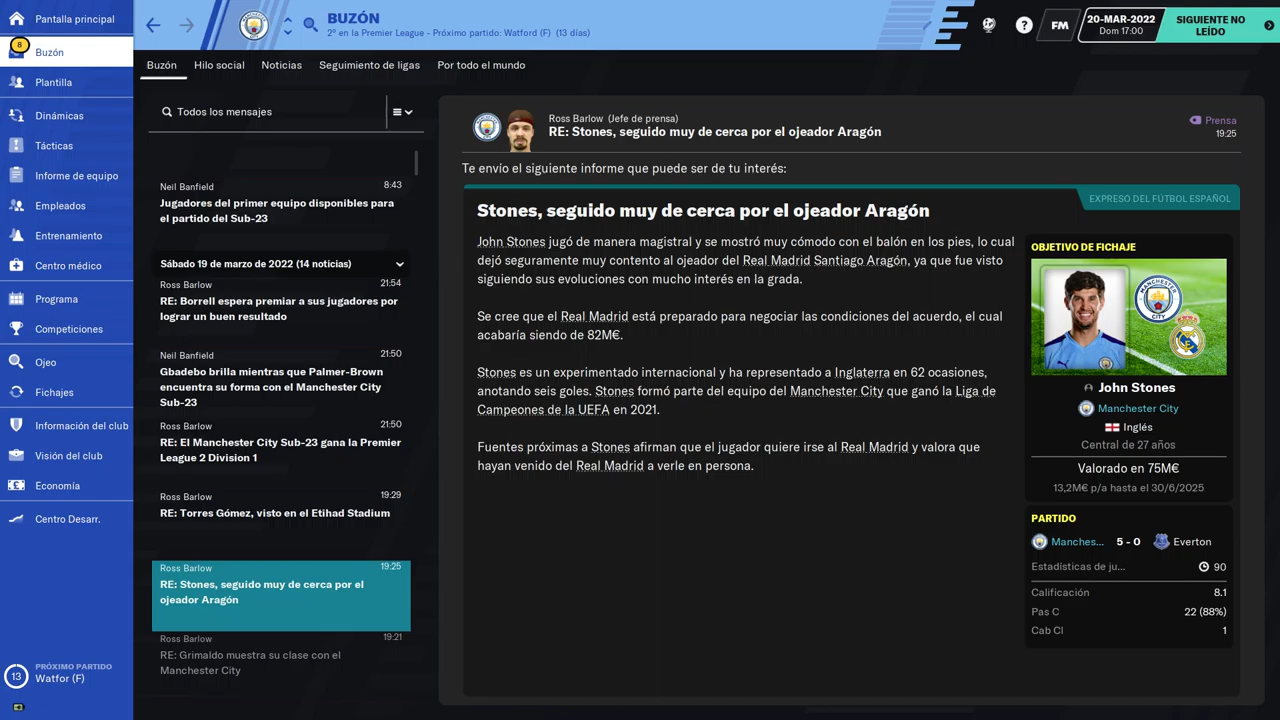 Pantalla principal
8
Buzón
Plantilla
Dinámicas
Tácticas
Informe de equipo
Empleados
Entrenamiento
Centro médico
Programa
Competiciones
Ojeo
Fichajes
Información del club
Visión del club
Economía
Centro Desarr.
13
PRÓXIMO PARTIDO
Watfor (F)
BUZÓN
2º en la Premier League - Próximo partido: Watford (F) (13 días)
?
FM
20-MAR-2022
Dom 17:00
SIGUIENTE NO LEÍDO
Buzón
Hilo social
Noticias
Seguimiento de ligas
Por todo el mundo
Todos los mensajes
Neil Banfield
8:43
Jugadores del primer equipo disponibles para
el partido del Sub-23
Sábado 19 de marzo de 2022 (14 noticias)
Ross Barlow
21:54
RE: Borrell espera premiar a sus jugadores por
lograr un buen resultado
Neil Banfield
21:50
Gbadebo brilla mientras que Palmer-Brown
encuentra su forma con el Manchester City
Sub-23
Ross Barlow
21:50
RE: El Manchester City Sub-23 gana la Premier
League 2 Division 1
Ross Barlow
19:29
RE: Torres Gómez, visto en el Etihad Stadium
Ross Barlow
19:25
RE: Stones, seguido muy de cerca por el
ojeador Aragón
Ross Barlow
19:21
RE: Grimaldo muestra su clase con el
Manchester City
Ross Barlow (Jefe de prensa)
RE: Stones, seguido muy de cerca por el ojeador Aragón
Prensa
19:25
Te envío el siguiente informe que puede ser de tu interés:
EXPRESO DEL FÚTBOL ESPAÑOL
Stones, seguido muy de cerca por el ojeador Aragón
John Stones jugó de manera magistral y se mostró muy cómodo con el balón en los pies, lo cual
dejó seguramente muy contento al ojeador del Real Madrid Santiago Aragón, ya que fue visto
siguiendo sus evoluciones con mucho interés en la grada.
Se cree que el Real Madrid está preparado para negociar las condiciones del acuerdo, el cual
acabaría siendo de 82M€.
Stones es un experimentado internacional y ha representado a Inglaterra en 62 ocasiones,
anotando seis goles. Stones formó parte del equipo del Manchester City que ganó la Liga de
Campeones de la UEFA en 2021.
Fuentes próximas a Stones afirman que el jugador quiere irse al Real Madrid y valora que
hayan venido del Real Madrid a verle en persona.
OBJETIVO DE FICHAJE
John Stones
Manchester City
Inglés
Central de 27 años
Valorado en 75M€
13,2M€ p/a hasta el 30/6/2025
PARTIDO
Manches... 5 - 0 Everton
Estadísticas de ju... 90
Calificación 8.1
Pas C 22 (88%)
Cab Cl 1